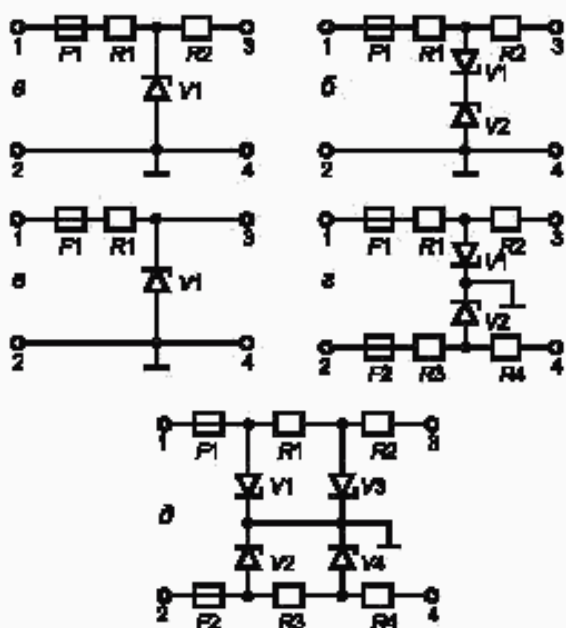 1 F1 R1 R2 3
а V1
2 4
1 F1 R1 R2 3
б V1
V2
2 4
1 F1 R1 3
в V1
2 4
1 F1 R1 R2 3
г V1
V2
2 F2 R3 R4 4
1 F1 R1 R2 3
д V1 V3
V2 V4
2 F2 R3 R4 4